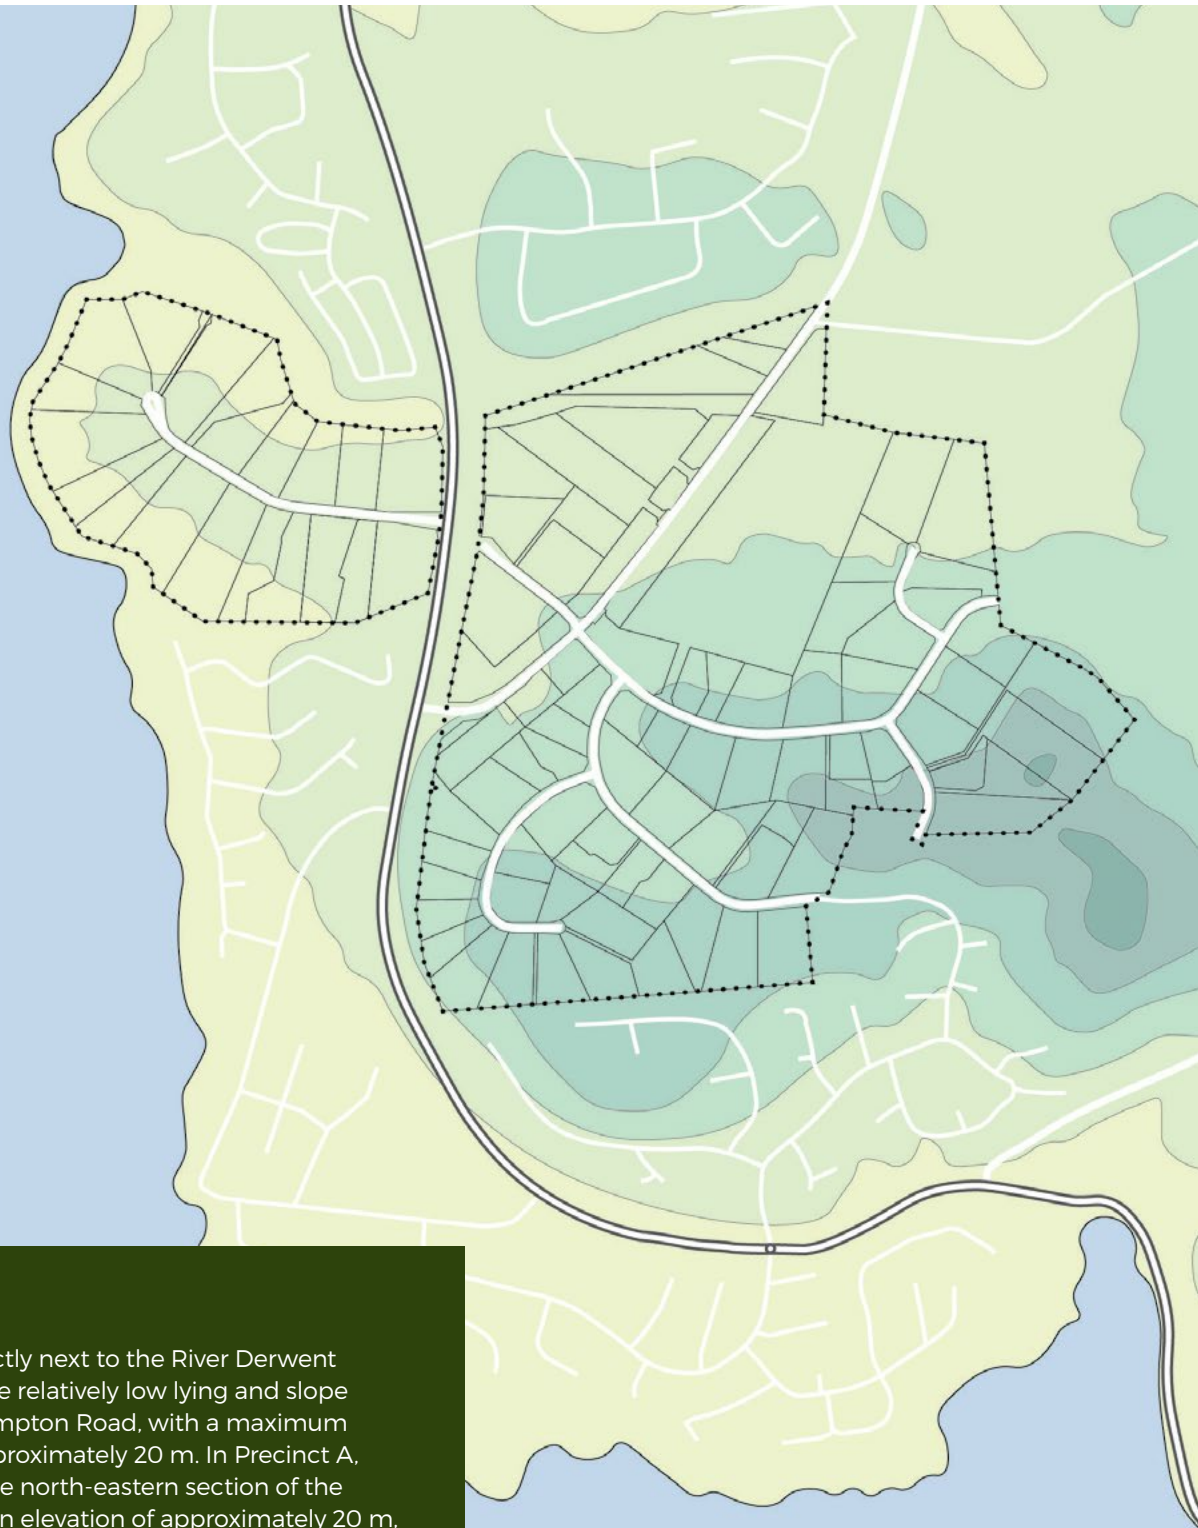 ctly next to the River Derwent
e relatively low lying and slope
mpton Road, with a maximum
proximately 20 m. In Precinct A,
e north-eastern section of the
n elevation of approximately 20 m,